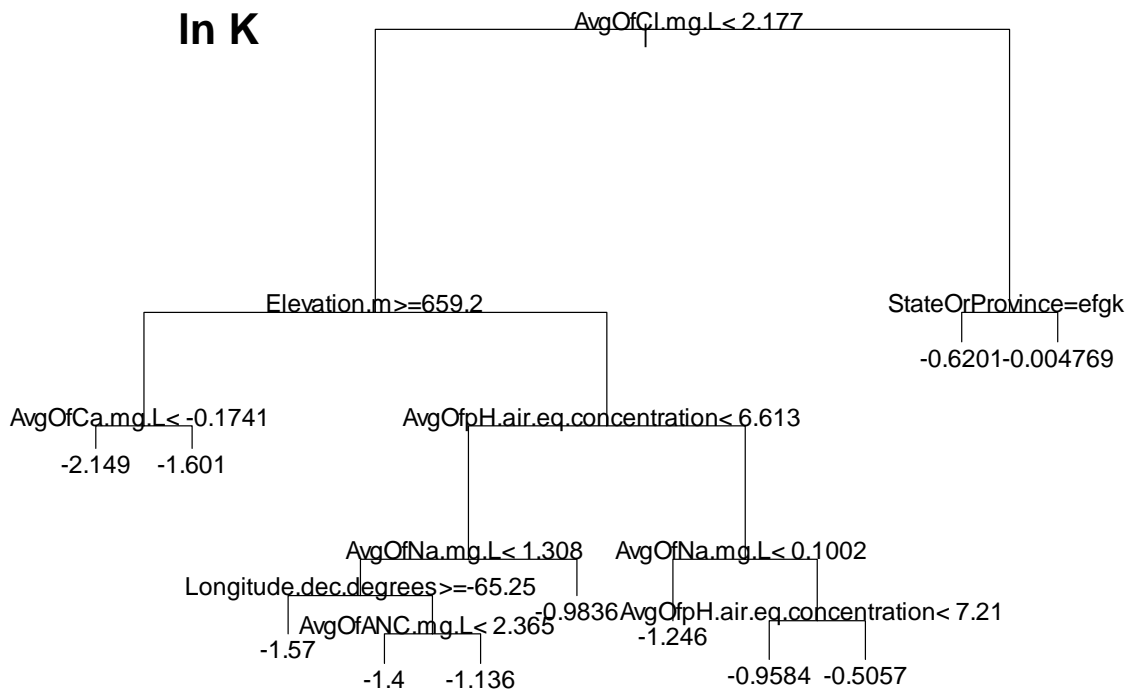 ln K
AvgOfCl.mg.L< 2.177
Elevation.m>=659.2
StateOrProvince=efgk
-0.6201 -0.004769
AvgOfCa.mg.L< -0.1741
AvgOfpH.air.eq.concentration< 6.613
-2.149 -1.601
AvgOfNa.mg.L< 1.308
AvgOfNa.mg.L< 0.1002
Longitude.dec.degrees>=-65.25
-0.9836
AvgOfpH.air.eq.concentration< 7.21
AvgOfANC.mg.L< 2.365
-1.246
-1.57
-1.4 -1.136
-0.9584 -0.5057